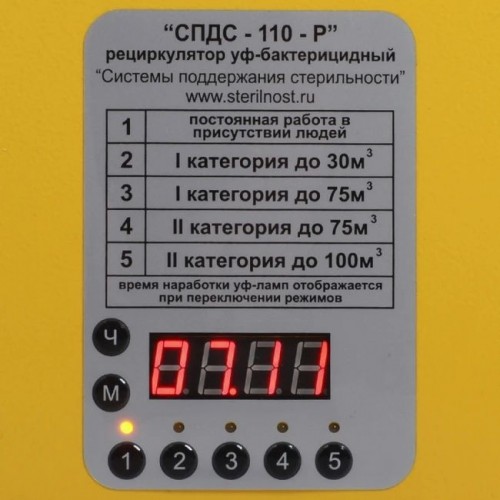 “СПДС - 110 - Р”
рециркулятор уф-бактерицидный
“Системы поддержания стерильности”
www.sterilnost.ru
1 постоянная работа в
присутствии людей
2 I категория до 30м³
3 I категория до 75м³
4 II категория до 75м³
5 II категория до 100м³
время наработки уф-ламп отображается
при переключении режимов
Ч
07.11
М
1 2 3 4 5